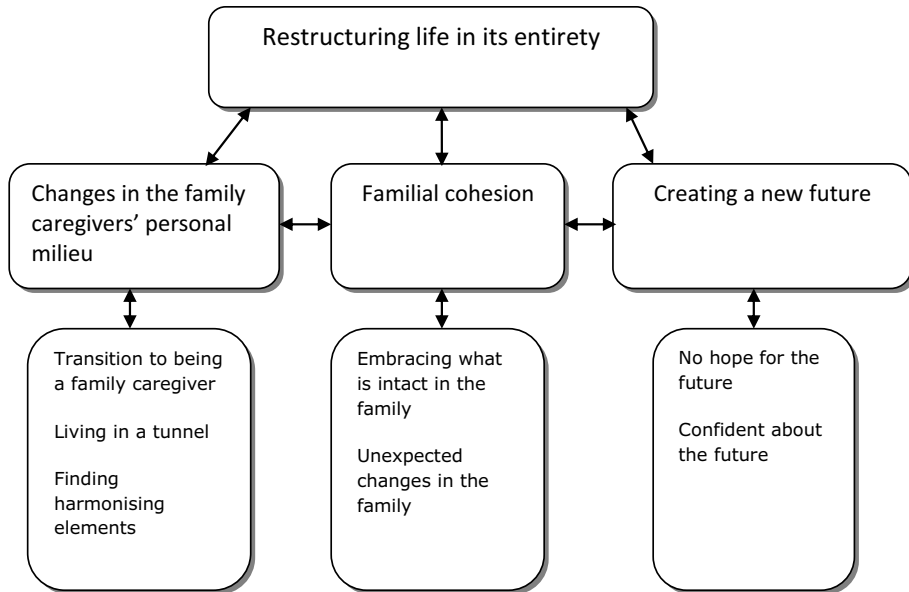 Restructuring life in its entirety
Changes in the family
caregivers’ personal
milieu
Familial cohesion
Creating a new future
Transition to being
a family caregiver
Living in a tunnel
Finding
harmonising
elements
Embracing what
is intact in the
family
Unexpected
changes in the
family
No hope for the
future
Confident about
the future